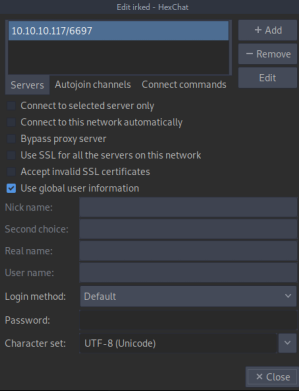 Edit irked – HexChat
10.10.10.117/6697
+ Add
− Remove
Edit
Servers Autojoin channels Connect commands
Connect to selected server only
Connect to this network automatically
Bypass proxy server
Use SSL for all the servers on this network
Accept invalid SSL certificates
Use global user information
Nick name:
Second choice:
Real name:
User name:
Login method: Default
Password:
Character set: UTF-8 (Unicode)
× Close